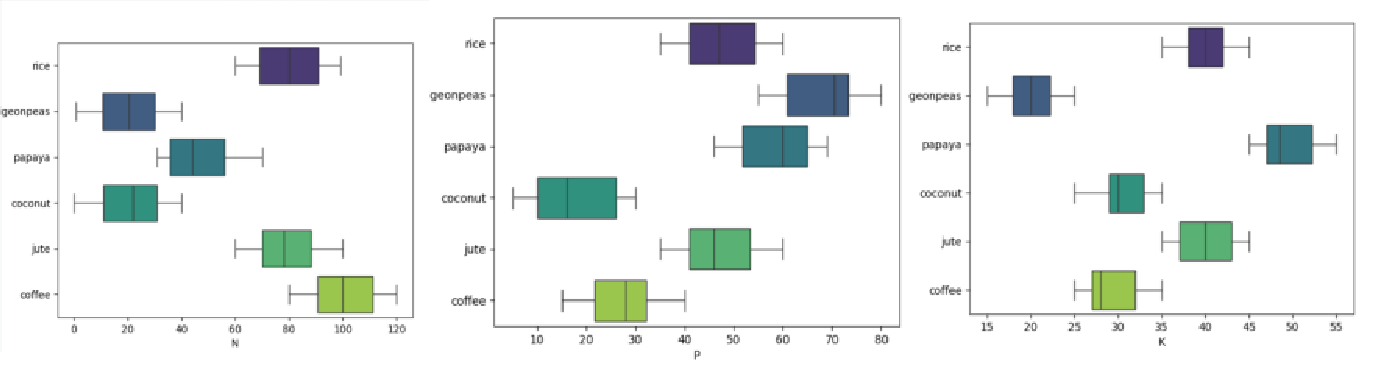 rice
geonpeas
papaya
coconut
jute
coffee
0 20 40 60 80 100 120
N
rice
geonpeas
papaya
coconut
jute
coffee
10 20 30 40 50 60 70 80
P
rice
geonpeas
papaya
coconut
jute
coffee
15 20 25 30 35 40 45 50 55
K